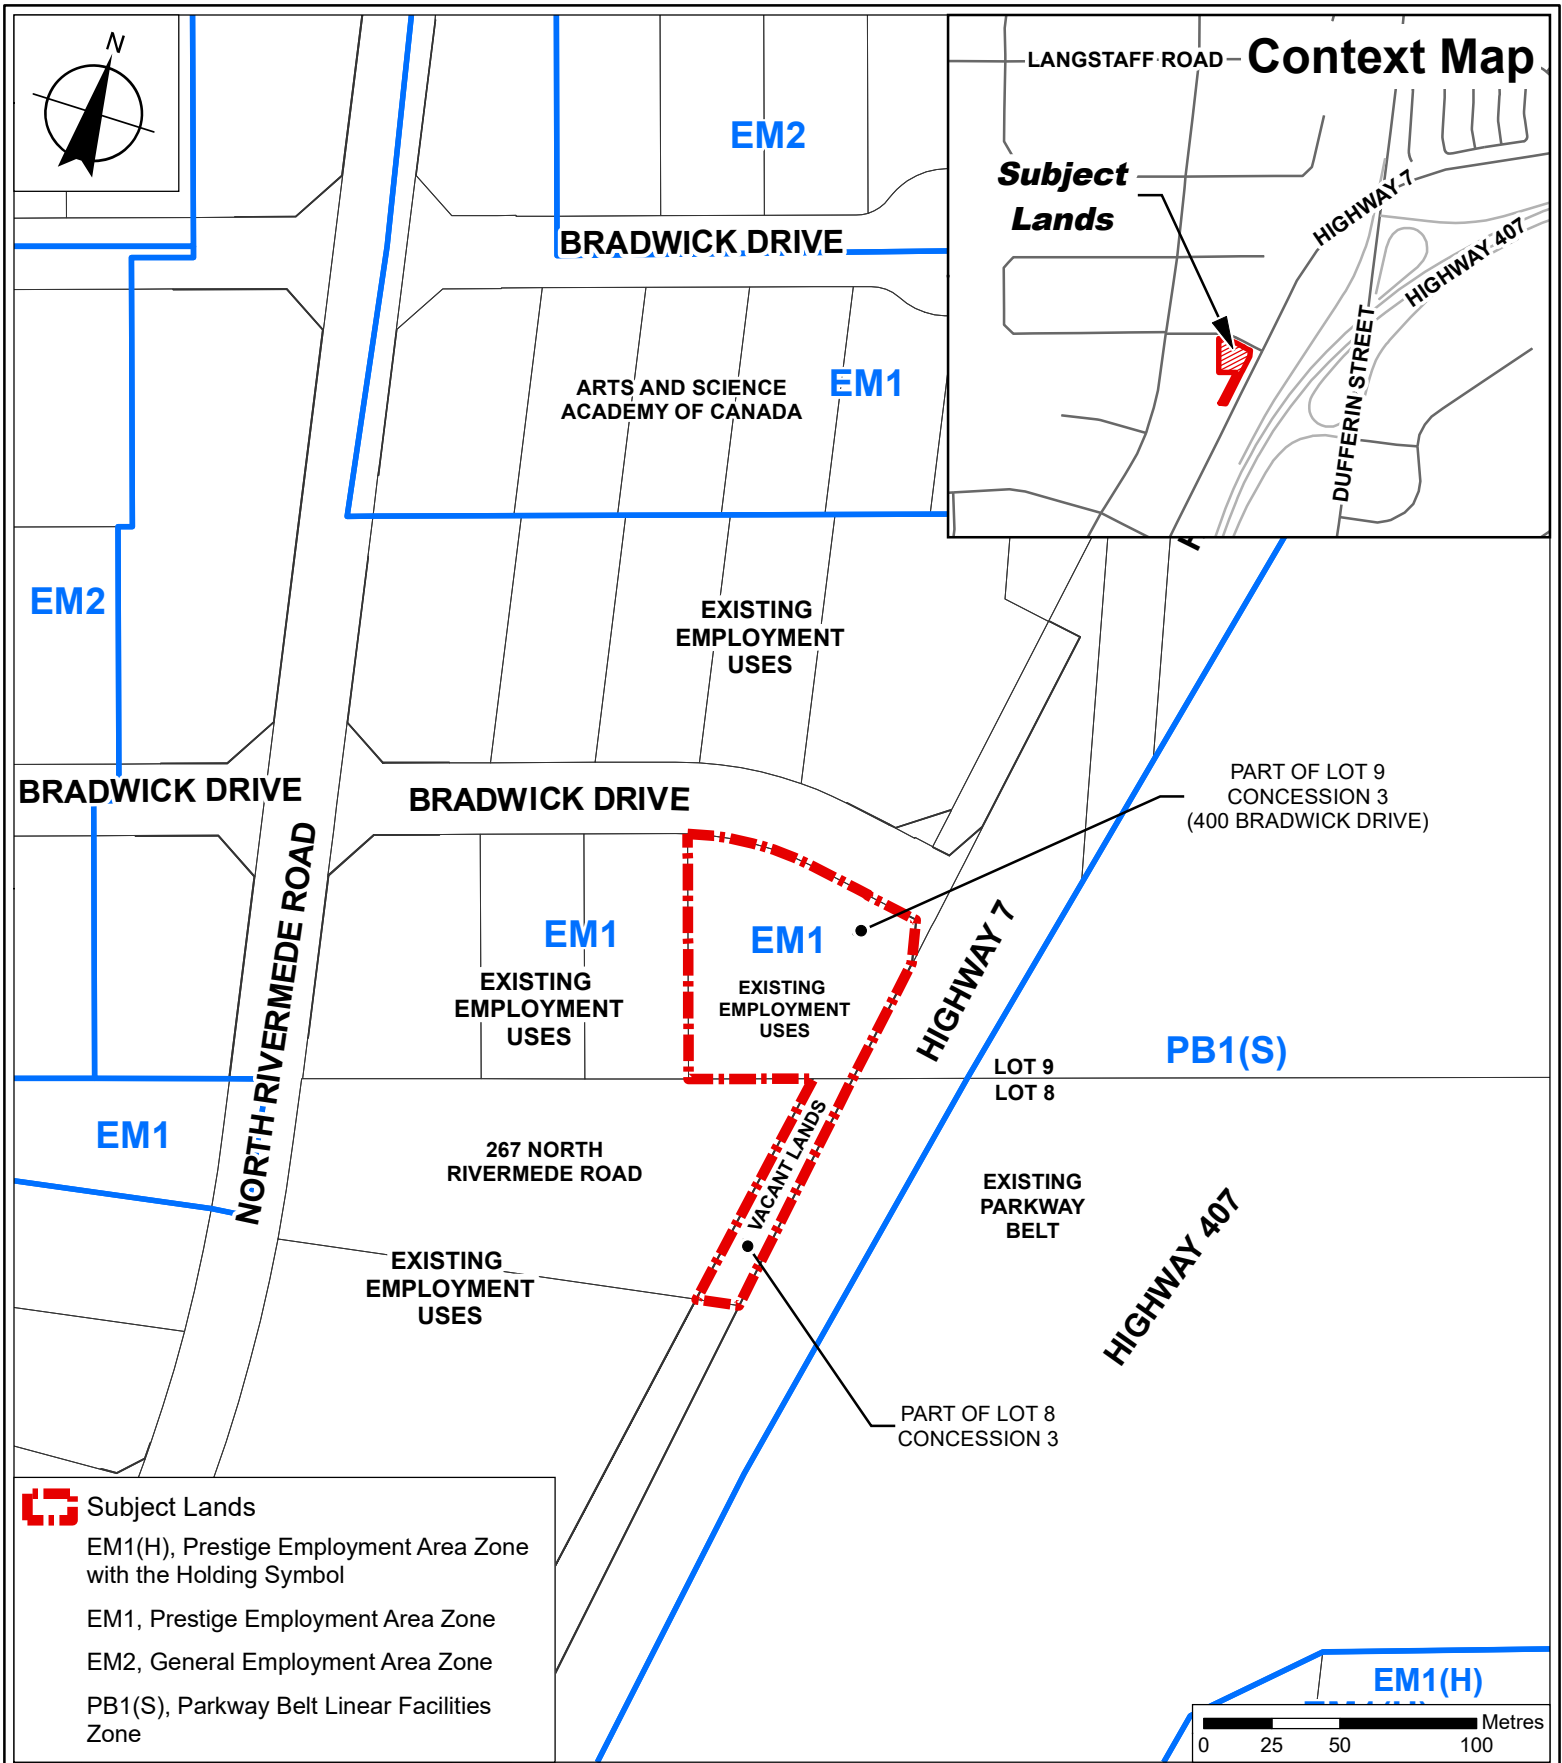 N
LANGSTAFF ROAD
Context Map
Subject
Lands
HIGHWAY 7
HIGHWAY 407
DUFFERIN STREET
EM2
BRADWICK DRIVE
ARTS AND SCIENCE
ACADEMY OF CANADA
EM1
EM2
EXISTING
EMPLOYMENT
USES
BRADWICK DRIVE
BRADWICK DRIVE
PART OF LOT 9
CONCESSION 3
(400 BRADWICK DRIVE)
NORTH RIVERMEDE ROAD
EM1
EXISTING
EMPLOYMENT
USES
EM1
EXISTING
EMPLOYMENT
USES
HIGHWAY 7
LOT 9
LOT 8
PB1(S)
EM1
267 NORTH
RIVERMEDE ROAD
VACANT LANDS
EXISTING
PARKWAY
BELT
HIGHWAY 407
EXISTING
EMPLOYMENT
USES
PART OF LOT 8
CONCESSION 3
Subject Lands
EM1(H), Prestige Employment Area Zone
with the Holding Symbol
EM1, Prestige Employment Area Zone
EM2, General Employment Area Zone
PB1(S), Parkway Belt Linear Facilities
Zone
EM1(H)
Metres
0 25 50 100